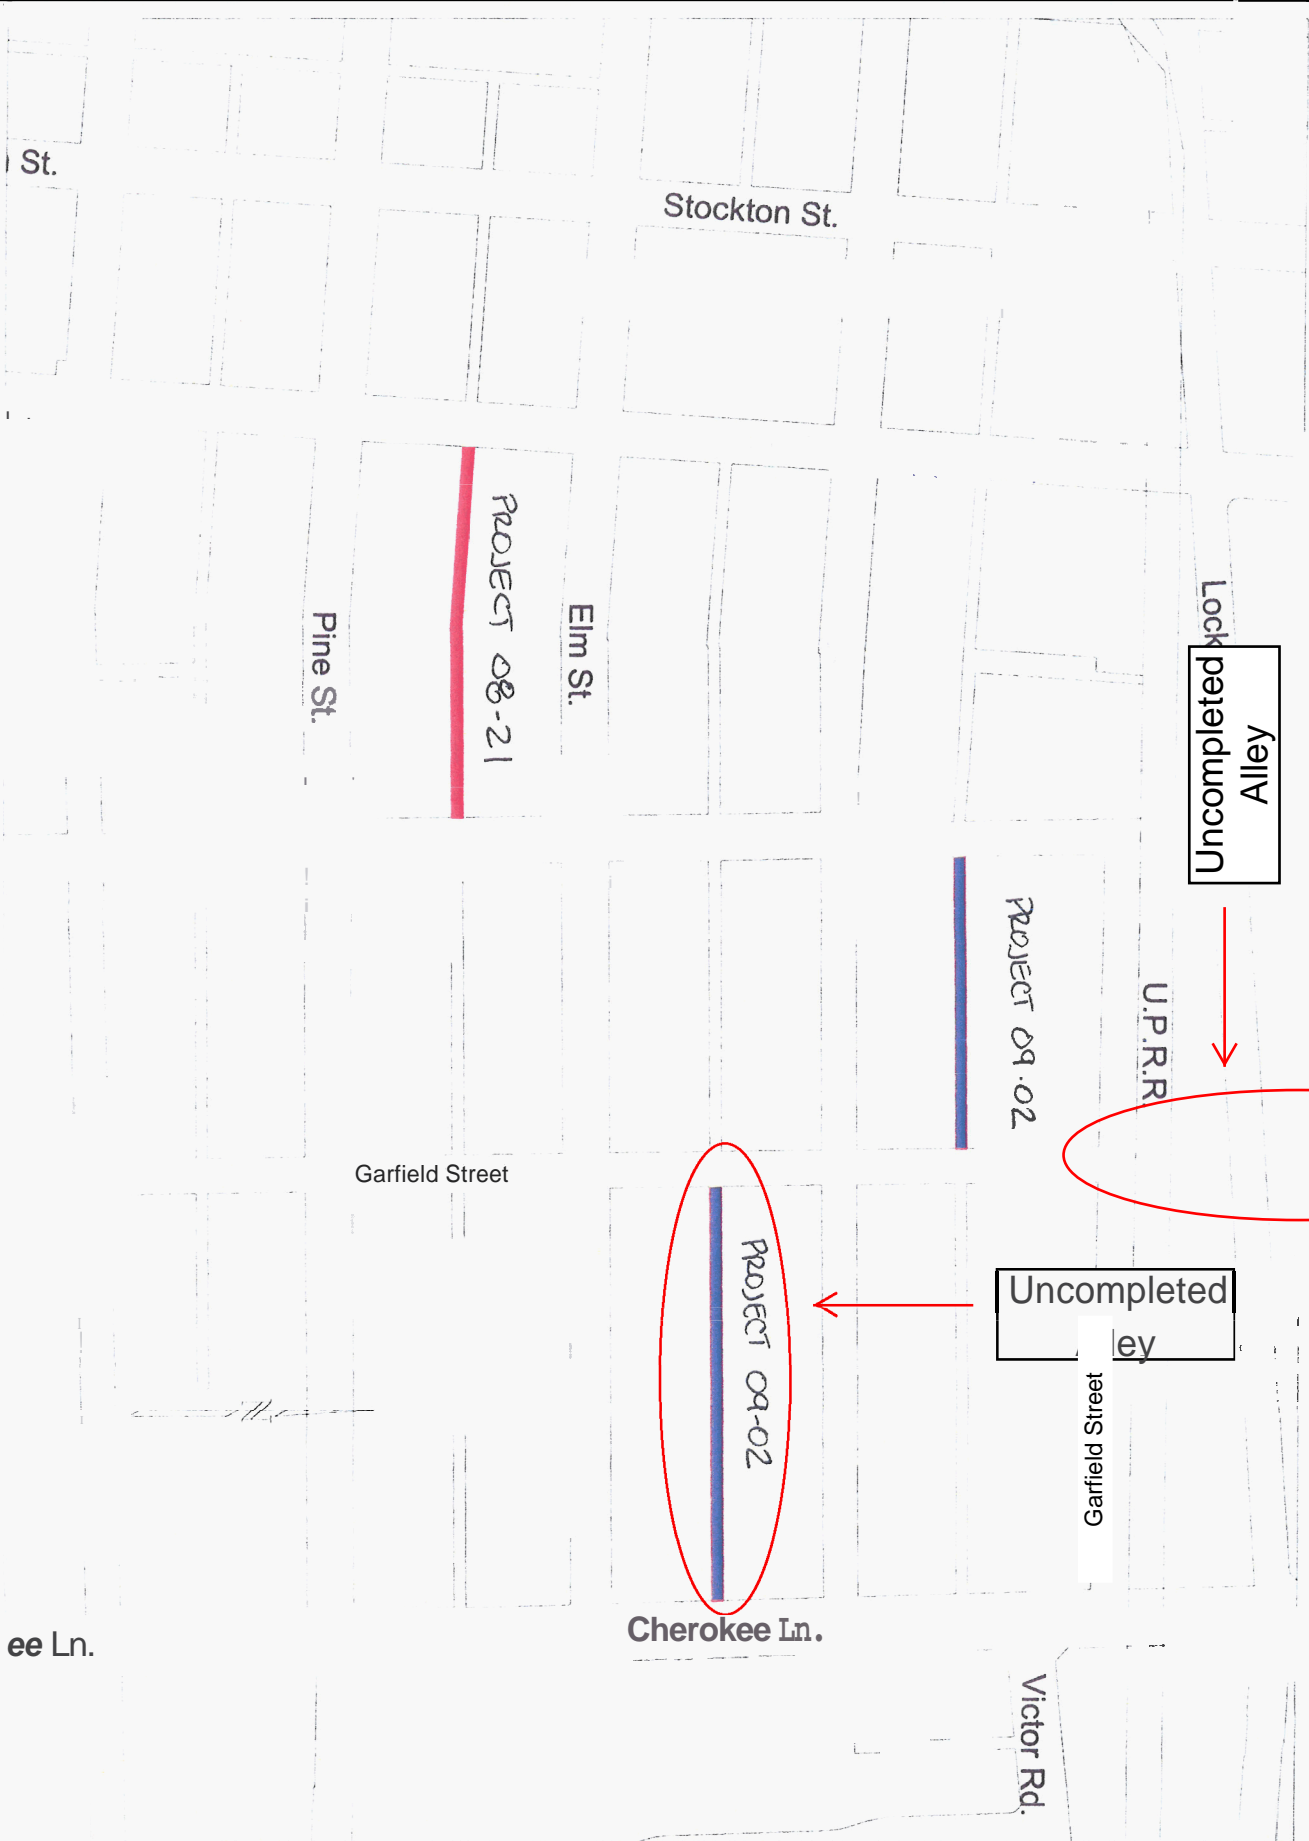 St.
Stockton St.
PROJECT 08-21
Elm St.
Pine St.
Lock
Uncompleted
Alley
PROJECT 09-02
U.P.R.R
Garfield Street
PROJECT 09-02
Uncompleted
ley
Garfield Street
Cherokee Ln.
ee Ln.
Victor Rd.